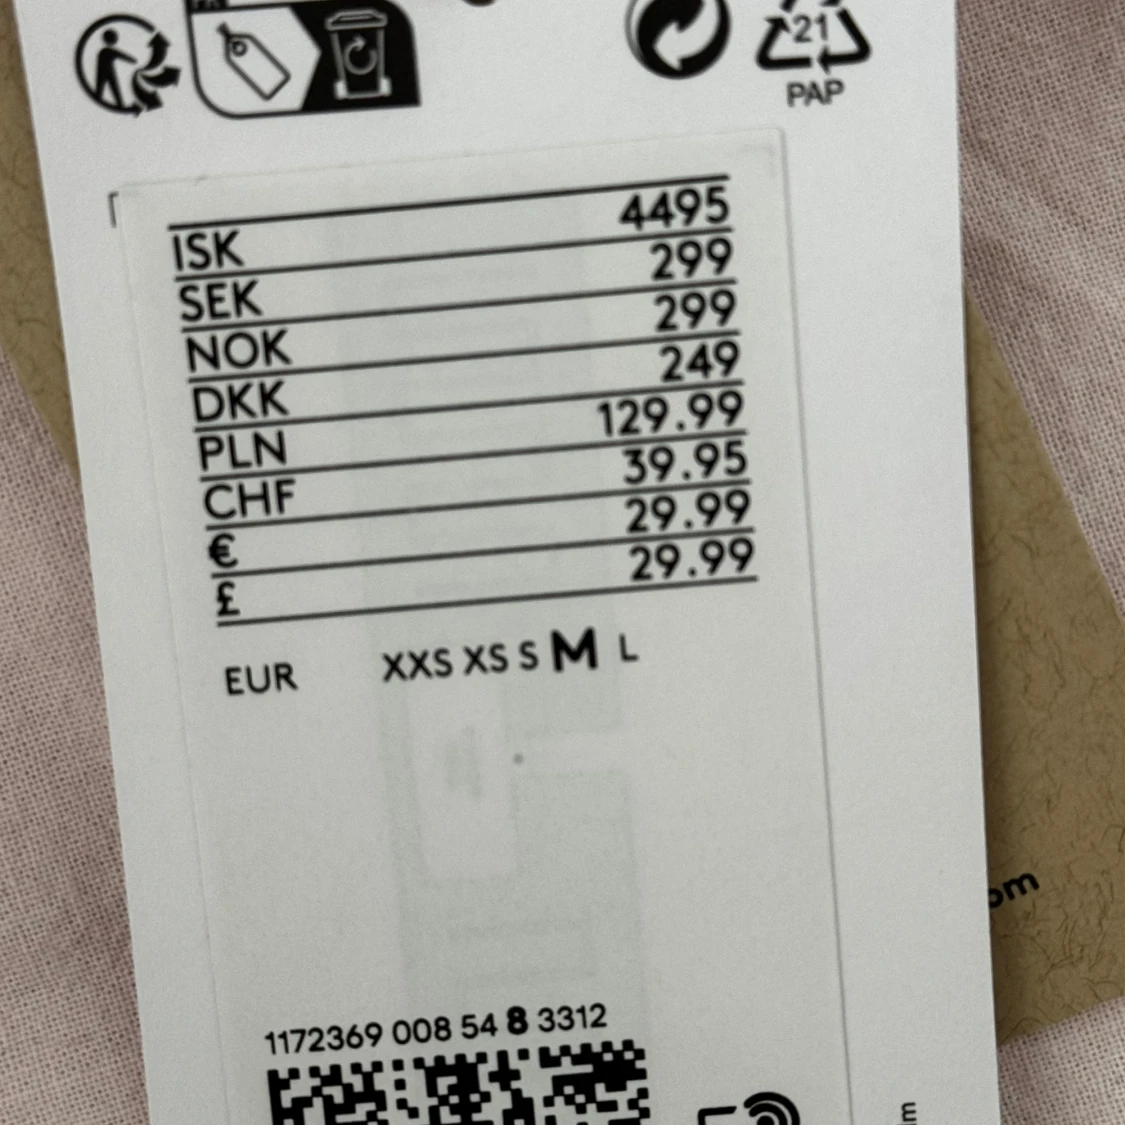 21
PAP
ISK 4495
SEK 299
NOK 299
DKK 249
PLN 129.99
CHF 39.95
€ 29.99
£ 29.99
EUR XXS XS S M L
1172369 008 54 8 3312
om
m